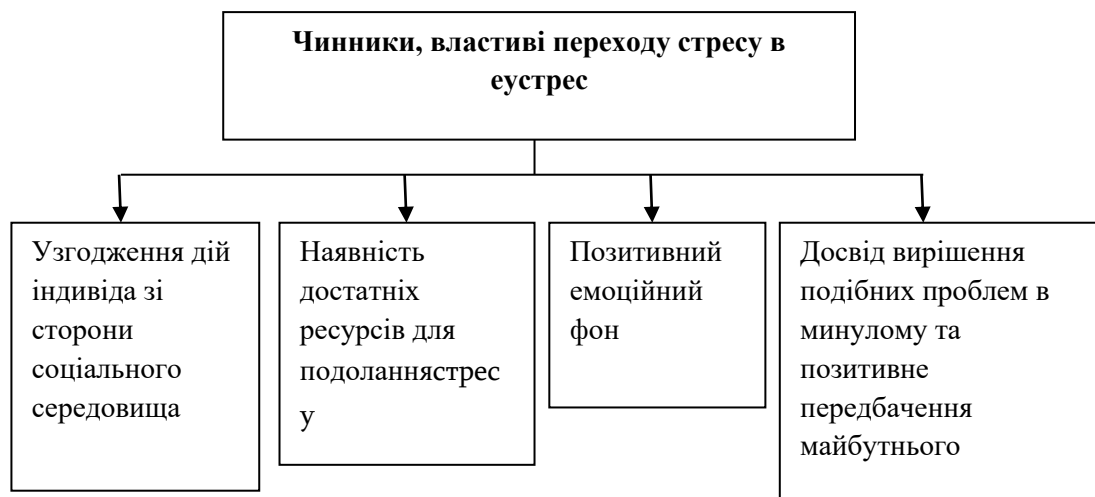 Чинники, властиві переходу стресу в
еустрес
Узгодження дій
індивіда зі
сторони
соціального
середовища
Наявність
достатніх
ресурсів для
подоланнястрес
у
Позитивний
емоційний
фон
Досвід вирішення
подібних проблем в
минулому та
позитивне
передбачення
майбутнього